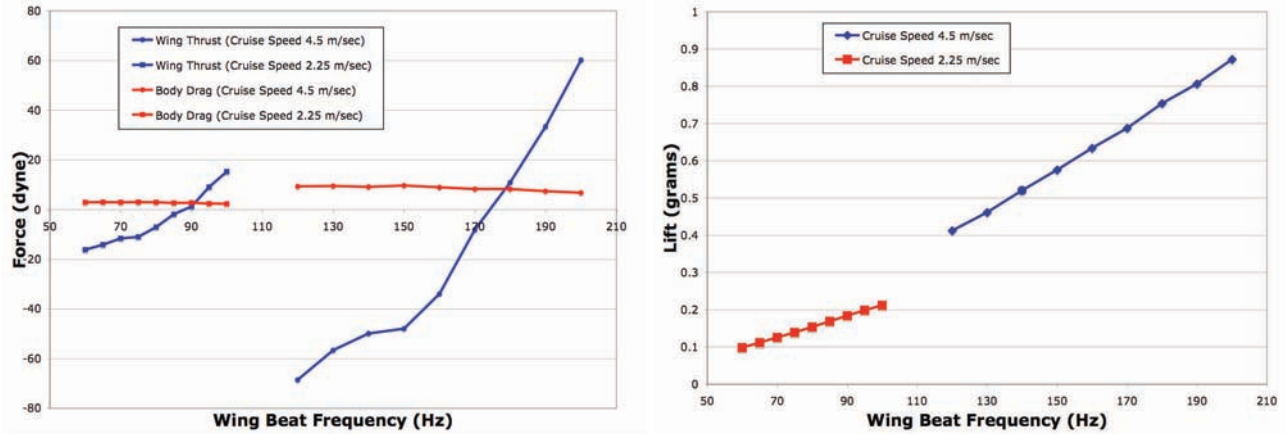 80
60
40
20
0
-20
-40
-60
-80
Force (dyne)
Wing Thrust (Cruise Speed 4.5 m/sec)
Wing Thrust (Cruise Speed 2.25 m/sec)
Body Drag (Cruise Speed 4.5 m/sec)
Body Drag (Cruise Speed 2.25 m/sec)
50 70 90 110 130 150 170 190 210
Wing Beat Frequency (Hz)
1
0.9
0.8
0.7
0.6
0.5
0.4
0.3
0.2
0.1
0
Lift (grams)
Cruise Speed 4.5 m/sec
Cruise Speed 2.25 m/sec
50 70 90 110 130 150 170 190 210
Wing Beat Frequency (Hz)